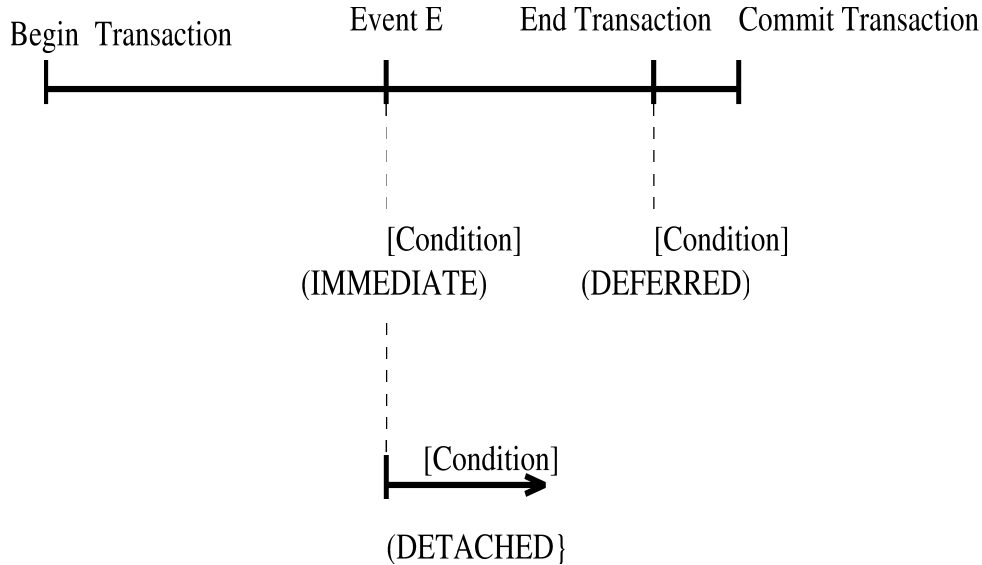 Begin Transaction
Event E
End Transaction
Commit Transaction
[Condition]
(IMMEDIATE)
[Condition]
(DEFERRED)
[Condition]
(DETACHED}